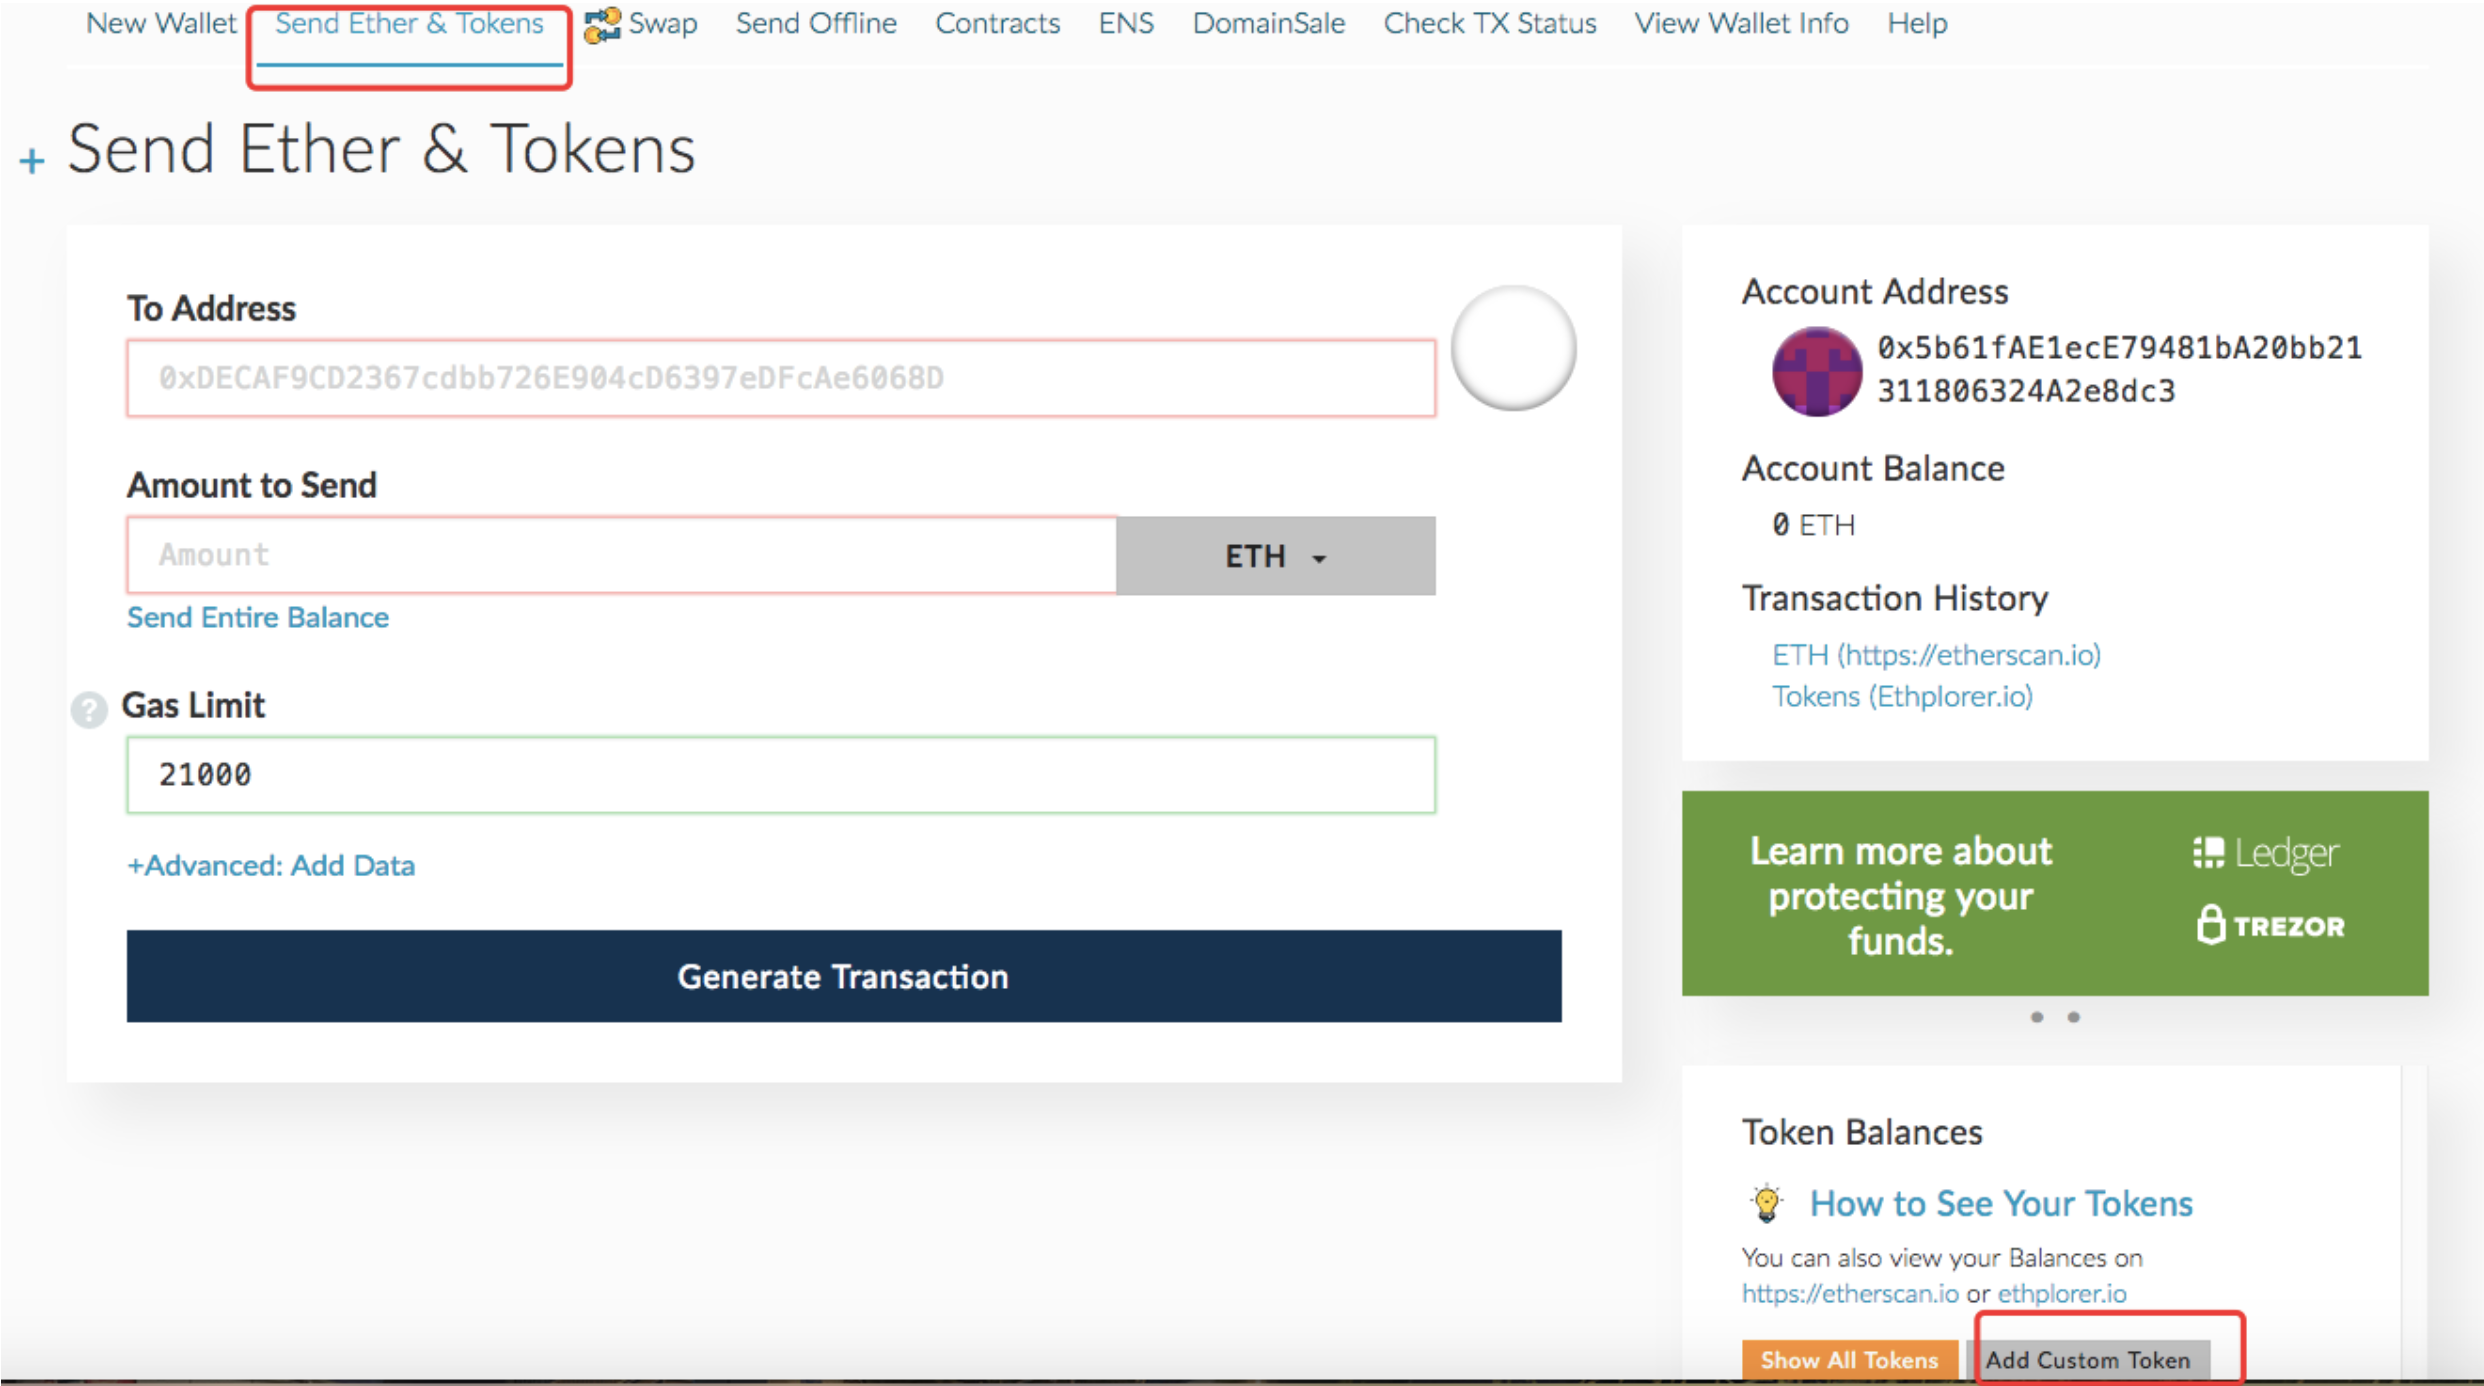 New Wallet Send Ether & Tokens Swap Send Offline Contracts ENS DomainSale Check TX Status View Wallet Info Help
+ Send Ether & Tokens
To Address
0xDECAF9CD2367cdbb726E904cD6397eDFcAe6068D
Amount to Send
Amount
ETH
Send Entire Balance
? Gas Limit
21000
+Advanced: Add Data
Generate Transaction
Account Address
0x5b61fAE1ecE79481bA20bb21
311806324A2e8dc3
Account Balance
0 ETH
Transaction History
ETH (https://etherscan.io)
Tokens (Ethplorer.io)
Learn more about
protecting your
funds.
Ledger
TREZOR
Token Balances
How to See Your Tokens
You can also view your Balances on
https://etherscan.io or ethplorer.io
Show All Tokens Add Custom Token